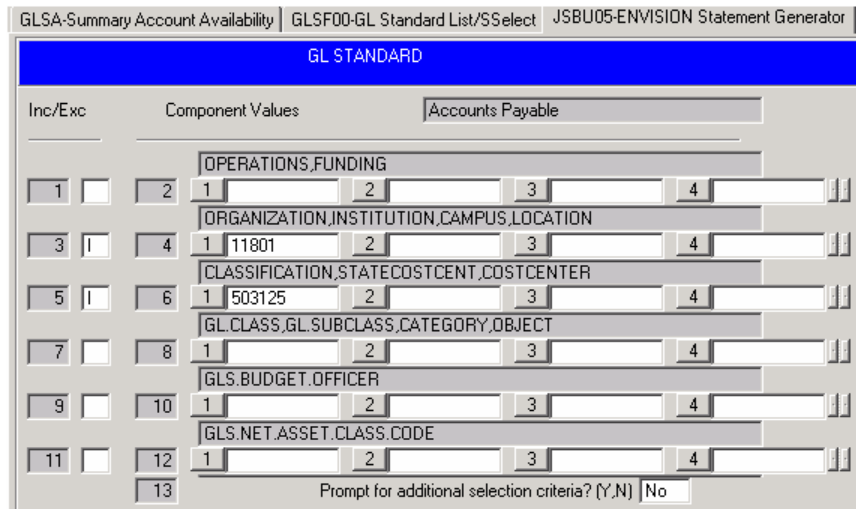 GLSA-Summary Account Availability GLSF00-GL Standard List/SSelect JSBU05-ENVISION Statement Generator
GL STANDARD
Inc/Exc Component Values Accounts Payable
OPERATIONS,FUNDING
1 2 1 2 3 4
ORGANIZATION,INSTITUTION,CAMPUS,LOCATION
3 I 4 1 11801 2 3 4
CLASSIFICATION,STATECOSTCENT,COSTCENTER
5 I 6 1 503125 2 3 4
GL.CLASS,GL.SUBCLASS,CATEGORY,OBJECT
7 8 1 2 3 4
GLS.BUDGET.OFFICER
9 10 1 2 3 4
GLS.NET.ASSET.CLASS.CODE
11 12 1 2 3 4
13 Prompt for additional selection criteria? (Y,N) No